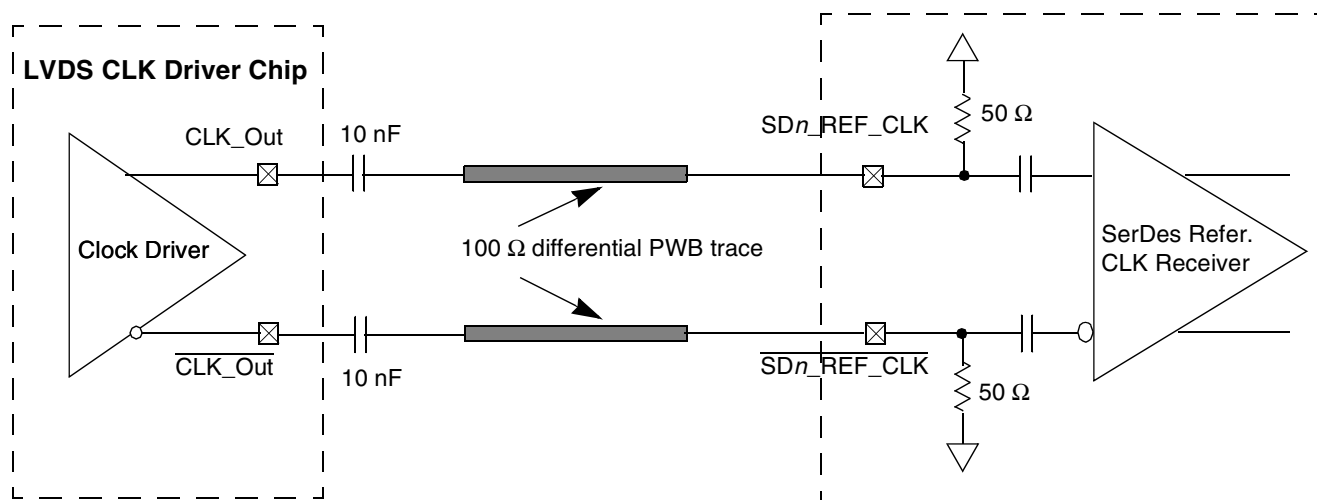 LVDS CLK Driver Chip
CLK_Out
10 nF
SDn_REF_CLK
50 Ω
Clock Driver
100 Ω differential PWB trace
SerDes Refer.
CLK Receiver
CLK_Out
10 nF
SDn_REF_CLK
50 Ω